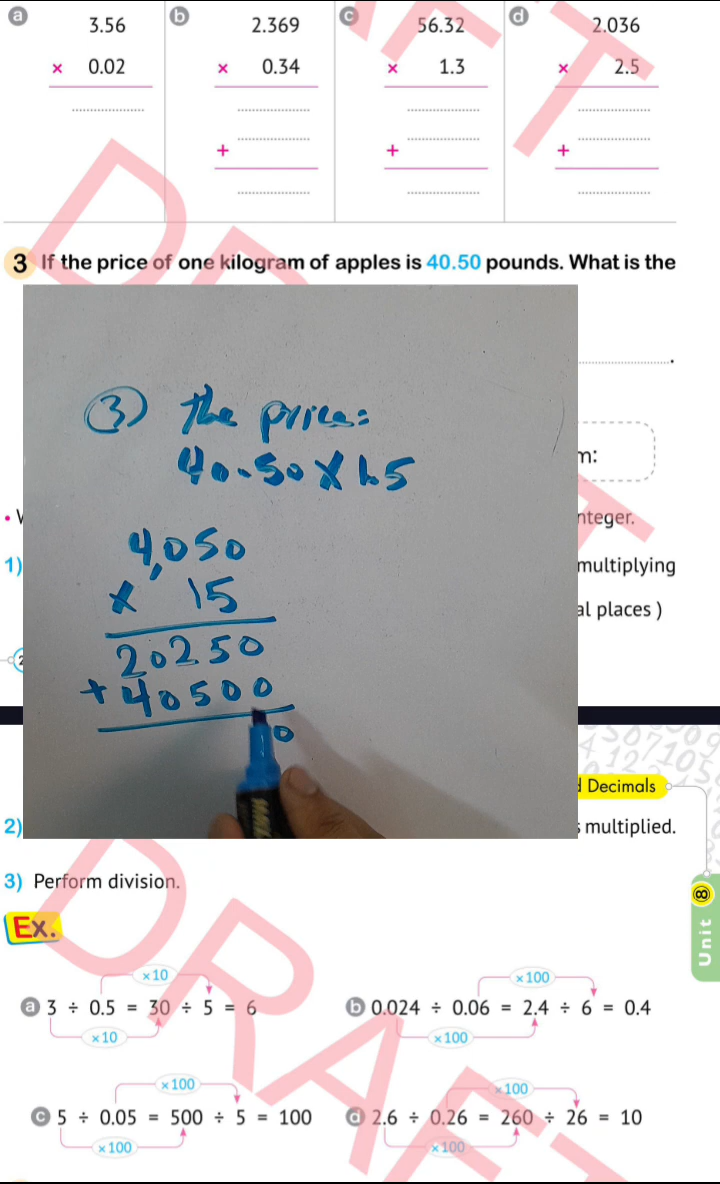 a b c d
3.56 2.369 56.32 2.036
× 0.02 × 0.34 × 1.3 × 2.5
+ + +
3 If the price of one kilogram of apples is 40.50 pounds. What is the
3 the price:
40.50 X 1.5
m:
nteger.
4,050
1) multiplying
x 15
al places )
20250
+ 40500
0
d Decimals
2) s multiplied.
3) Perform division.
Unit 8
Ex.
×10 ×100
a 3 ÷ 0.5 = 30 ÷ 5 = 6 b 0.024 ÷ 0.06 = 2.4 ÷ 6 = 0.4
×10 ×100
×100 ×100
c 5 ÷ 0.05 = 500 ÷ 5 = 100 d 2.6 ÷ 0.26 = 260 ÷ 26 = 10
×100 ×100
DRAFT